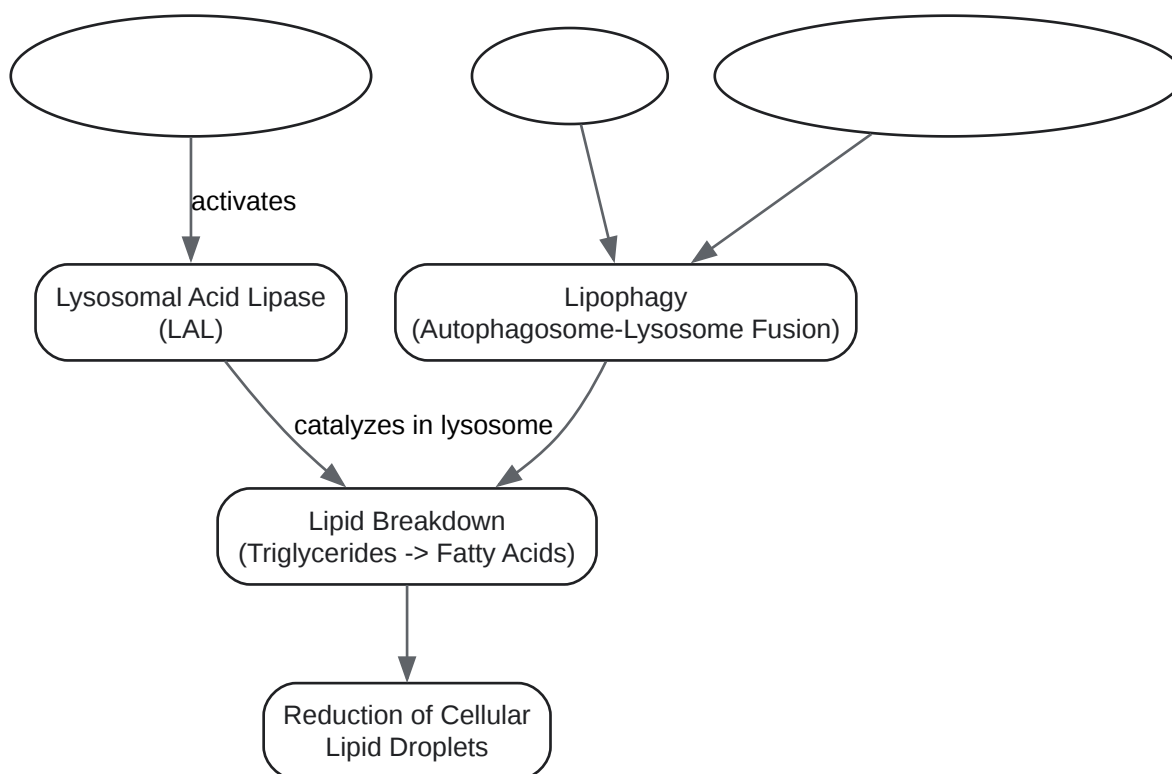 activates
Lysosomal Acid Lipase
(LAL)
Lipophagy
(Autophagosome-Lysosome Fusion)
catalyzes in lysosome
Lipid Breakdown
(Triglycerides -> Fatty Acids)
Reduction of Cellular
Lipid Droplets